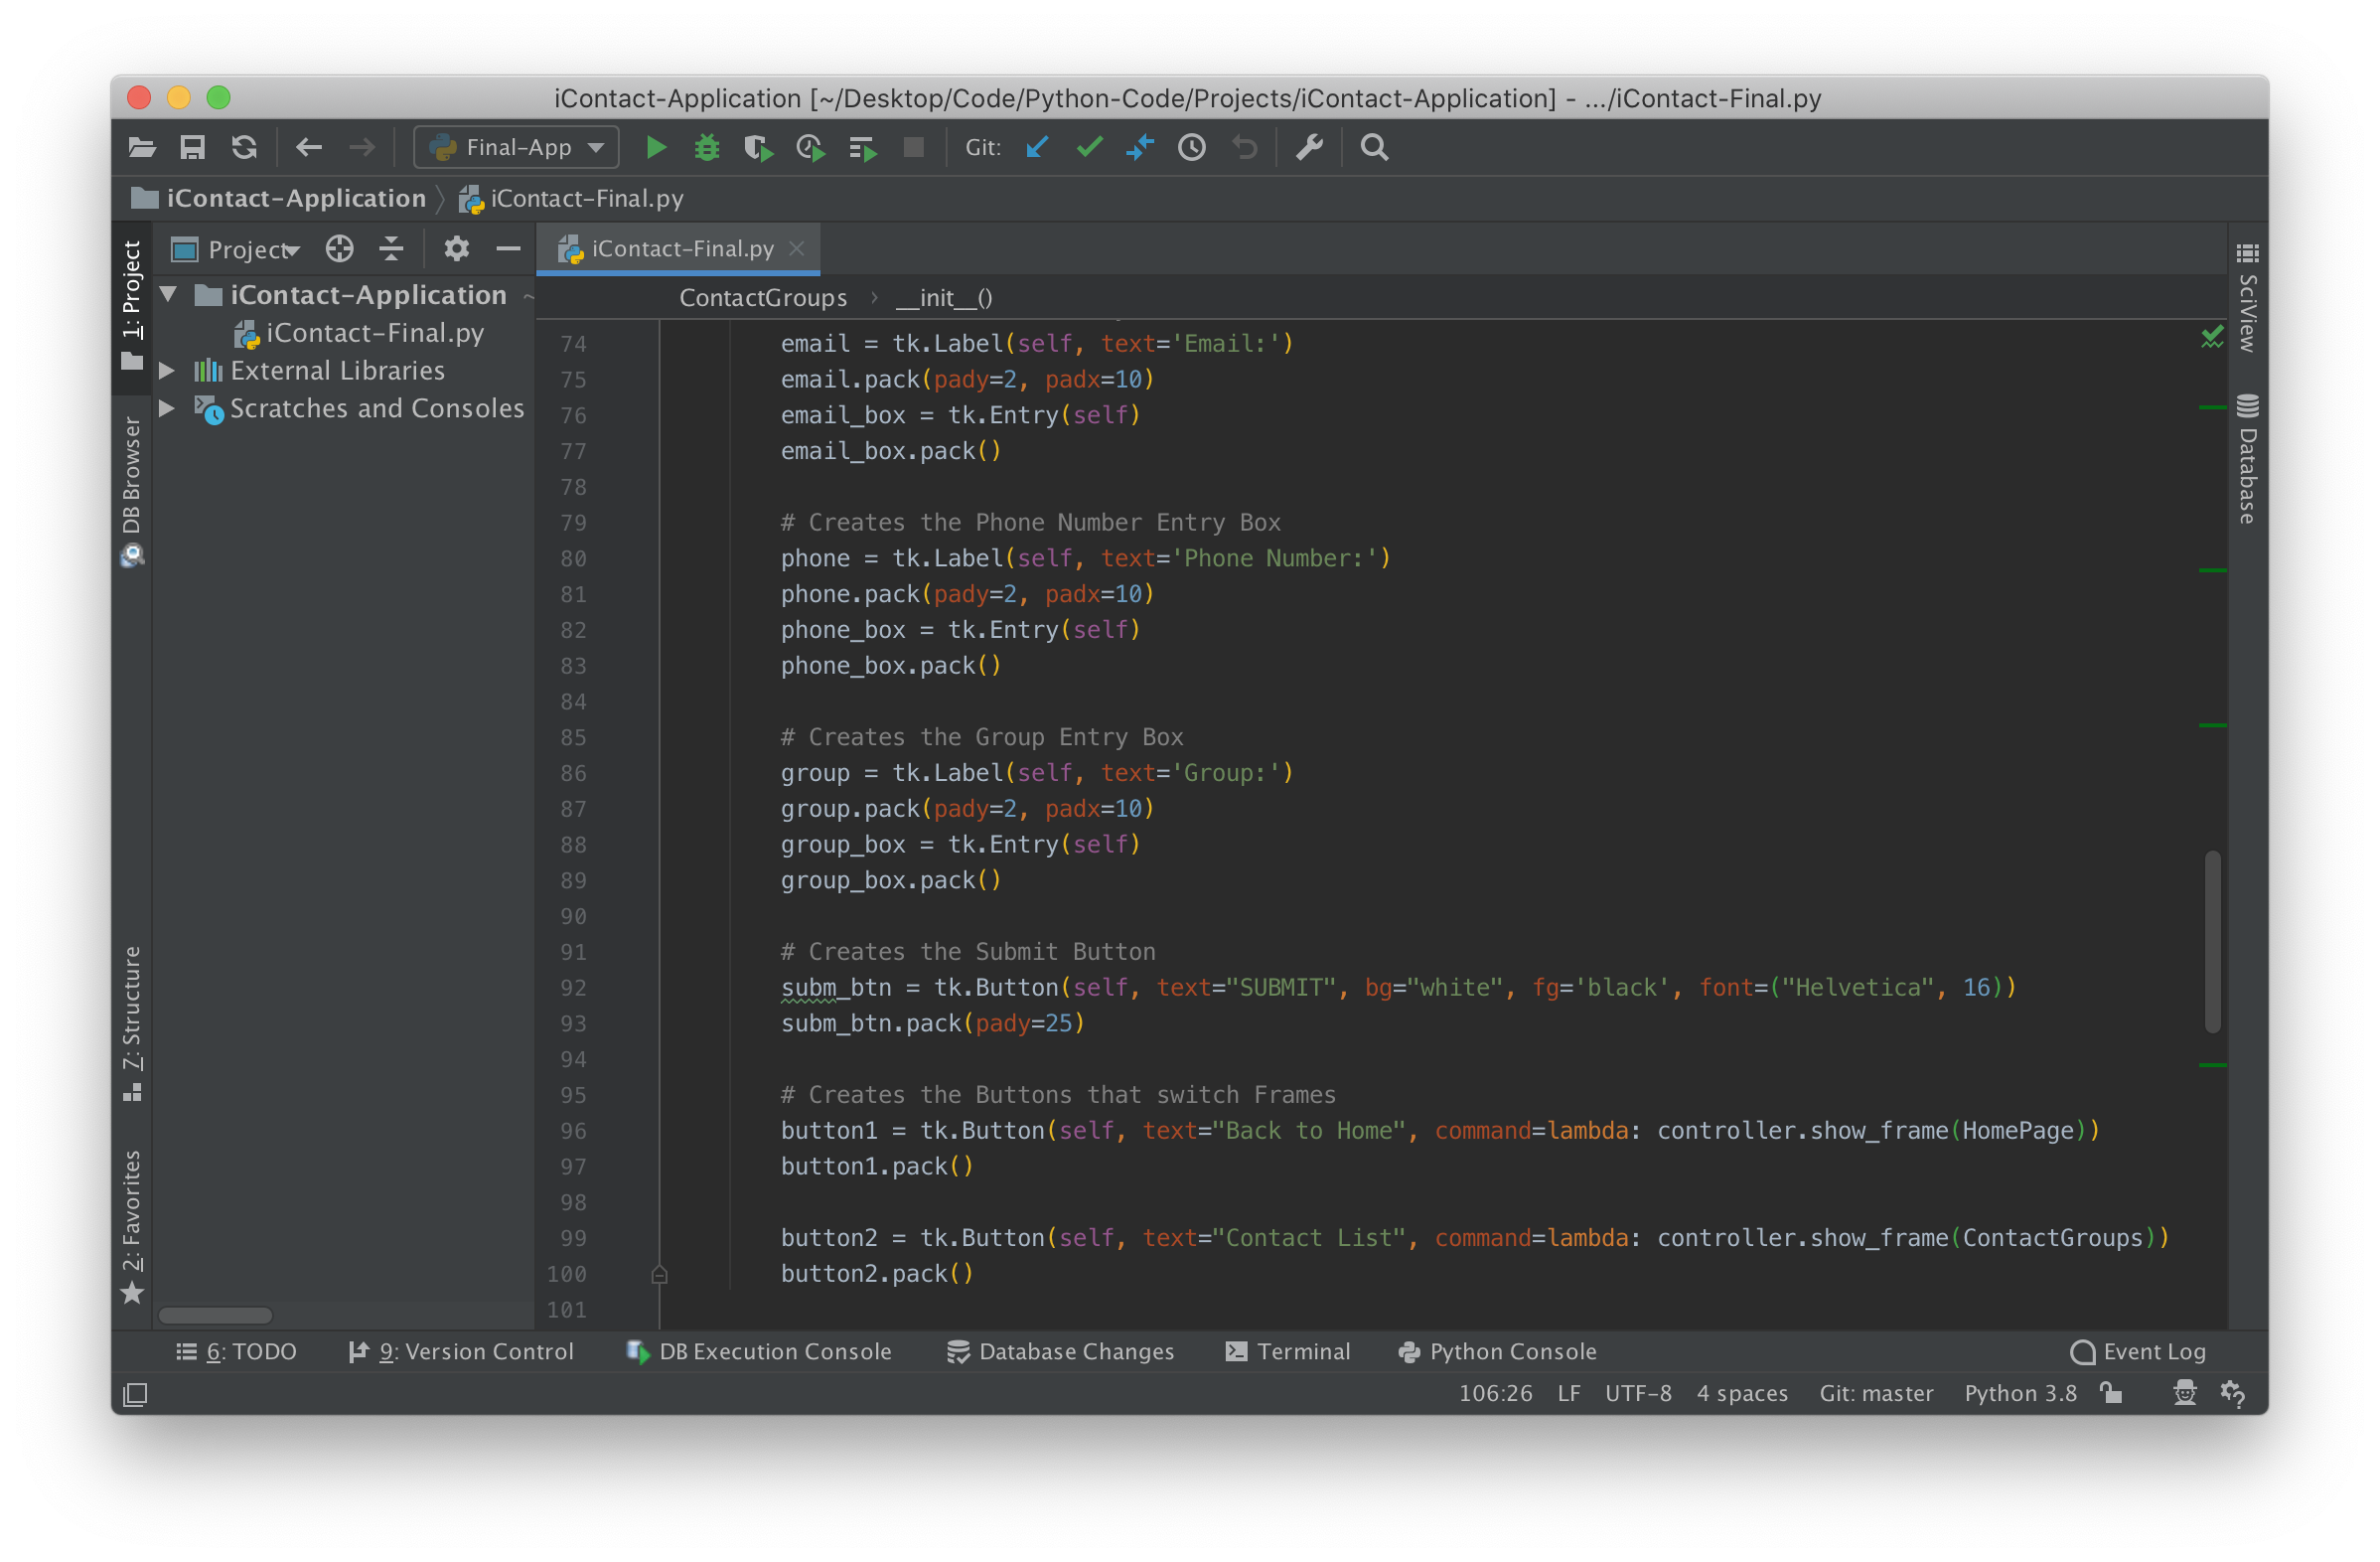 iContact-Application [~/Desktop/Code/Python-Code/Projects/iContact-Application] - .../iContact-Final.py
Final-App
Git:
iContact-Application
iContact-Final.py
1: Project
DB Browser
7: Structure
2: Favorites
Project
iContact-Application ~
iContact-Final.py
External Libraries
Scratches and Consoles
iContact-Final.py
ContactGroups › __init__()
74 email = tk.Label(self, text='Email:')
75 email.pack(pady=2, padx=10)
76 email_box = tk.Entry(self)
77 email_box.pack()
78
79 # Creates the Phone Number Entry Box
80 phone = tk.Label(self, text='Phone Number:')
81 phone.pack(pady=2, padx=10)
82 phone_box = tk.Entry(self)
83 phone_box.pack()
84
85 # Creates the Group Entry Box
86 group = tk.Label(self, text='Group:')
87 group.pack(pady=2, padx=10)
88 group_box = tk.Entry(self)
89 group_box.pack()
90
91 # Creates the Submit Button
92 subm_btn = tk.Button(self, text="SUBMIT", bg="white", fg='black', font=("Helvetica", 16))
93 subm_btn.pack(pady=25)
94
95 # Creates the Buttons that switch Frames
96 button1 = tk.Button(self, text="Back to Home", command=lambda: controller.show_frame(HomePage))
97 button1.pack()
98
99 button2 = tk.Button(self, text="Contact List", command=lambda: controller.show_frame(ContactGroups))
100 button2.pack()
101
SciView
Database
6: TODO
9: Version Control
DB Execution Console
Database Changes
Terminal
Python Console
Event Log
106:26 LF UTF-8 4 spaces Git: master Python 3.8